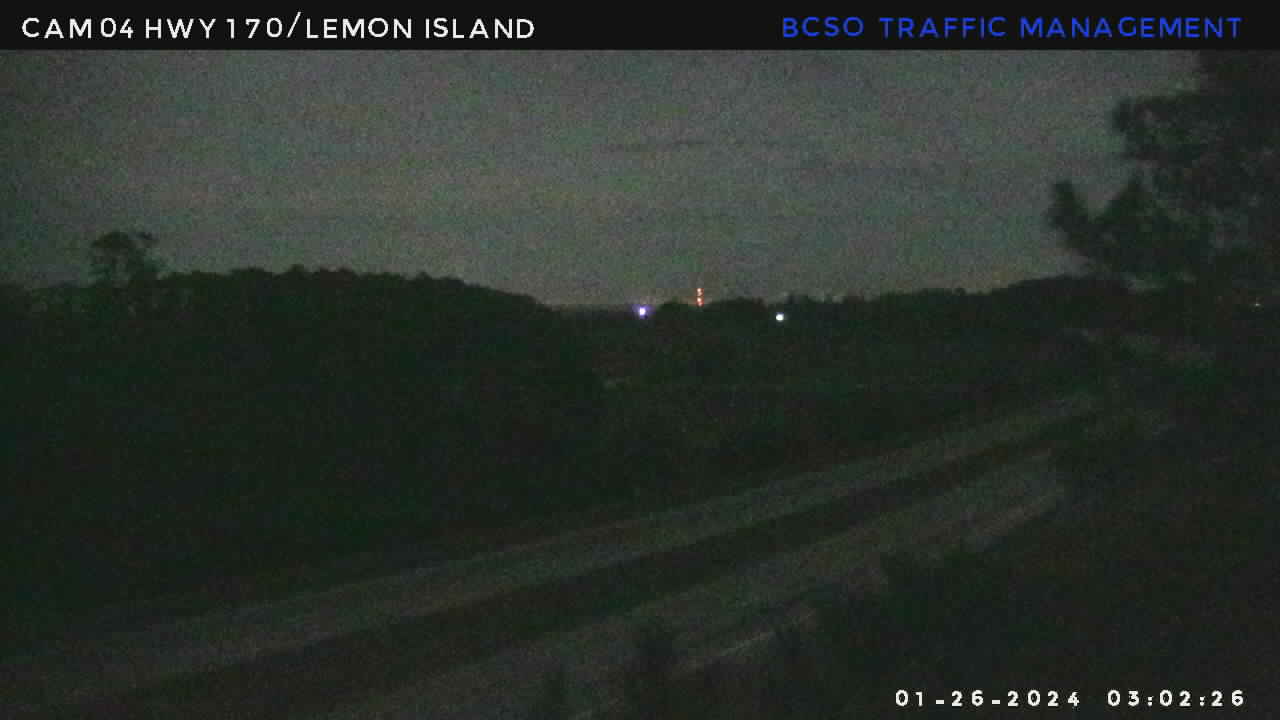 CAM04 HWY 170/LEMON ISLAND
BCSO TRAFFIC MANAGEMENT
01-26-2024 03:02:26